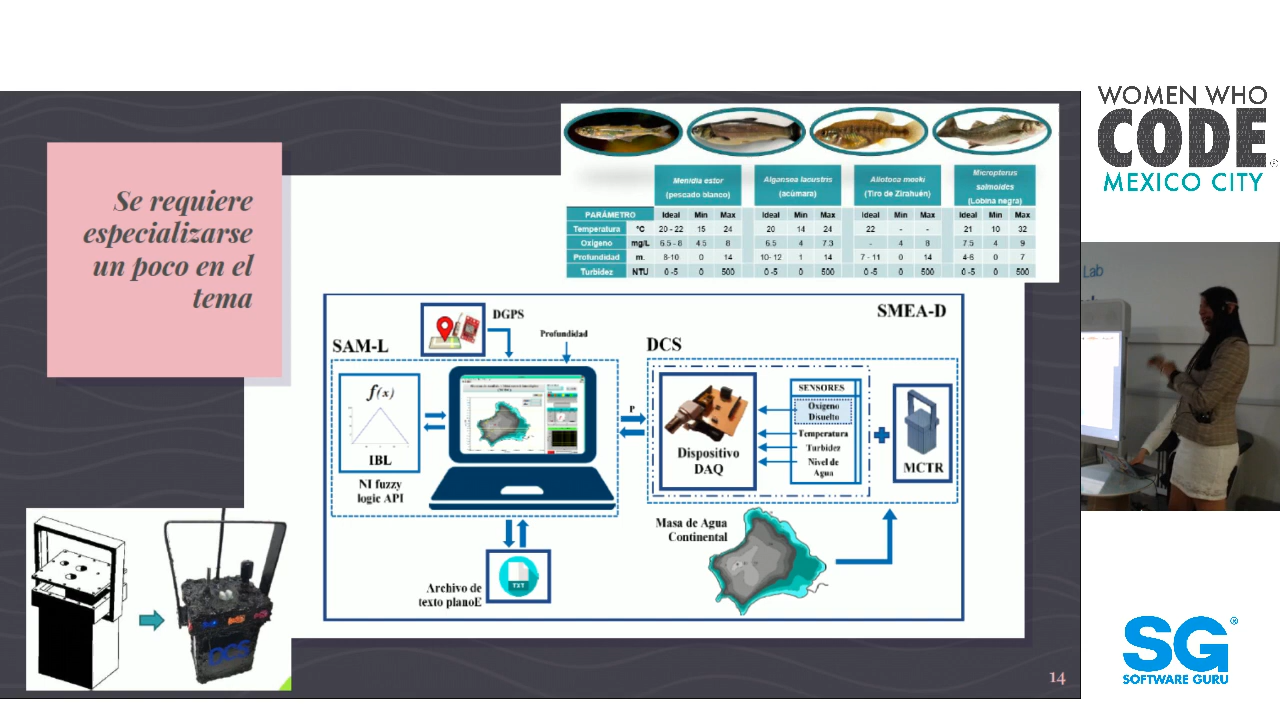 Se requiere
especializarse
un poco en el
tema
Menidia estor
(pescado blanco)
Algansea lacustris
(acúmara)
Allotoca meeki
(Tiro de Zirahuén)
Micropterus
salmoides
(Lobina negra)
PARÁMETRO Ideal Min Max Ideal Min Max Ideal Min Max Ideal Min Max
Temperatura °C 20 - 22 15 24 20 14 24 22 - - 21 10 32
Oxígeno mg/L 6.5 - 8 4.5 8 6.5 4 7.3 - 4 8 7.5 4 9
Profundidad m. 8-10 0 14 10- 12 1 14 7 - 11 0 14 4-6 0 7
Turbidez NTU 0 -5 0 500 0 -5 0 500 0 -5 0 500 0 -5 0 500
SMEA-D
DGPS
Profundidad
SAM-L
f(x)
IBL
NI fuzzy
logic API
P
DCS
Dispositivo
DAQ
SENSORES
Oxígeno
Disuelto
Temperatura
Turbidez
Nivel de
Agua
MCTR
Masa de Agua
Continental
TXT
Archivo de
texto planoE
DCS
14
WOMEN WHO
CODE®
MEXICO CITY
Lab
SG®
SOFTWARE GURU